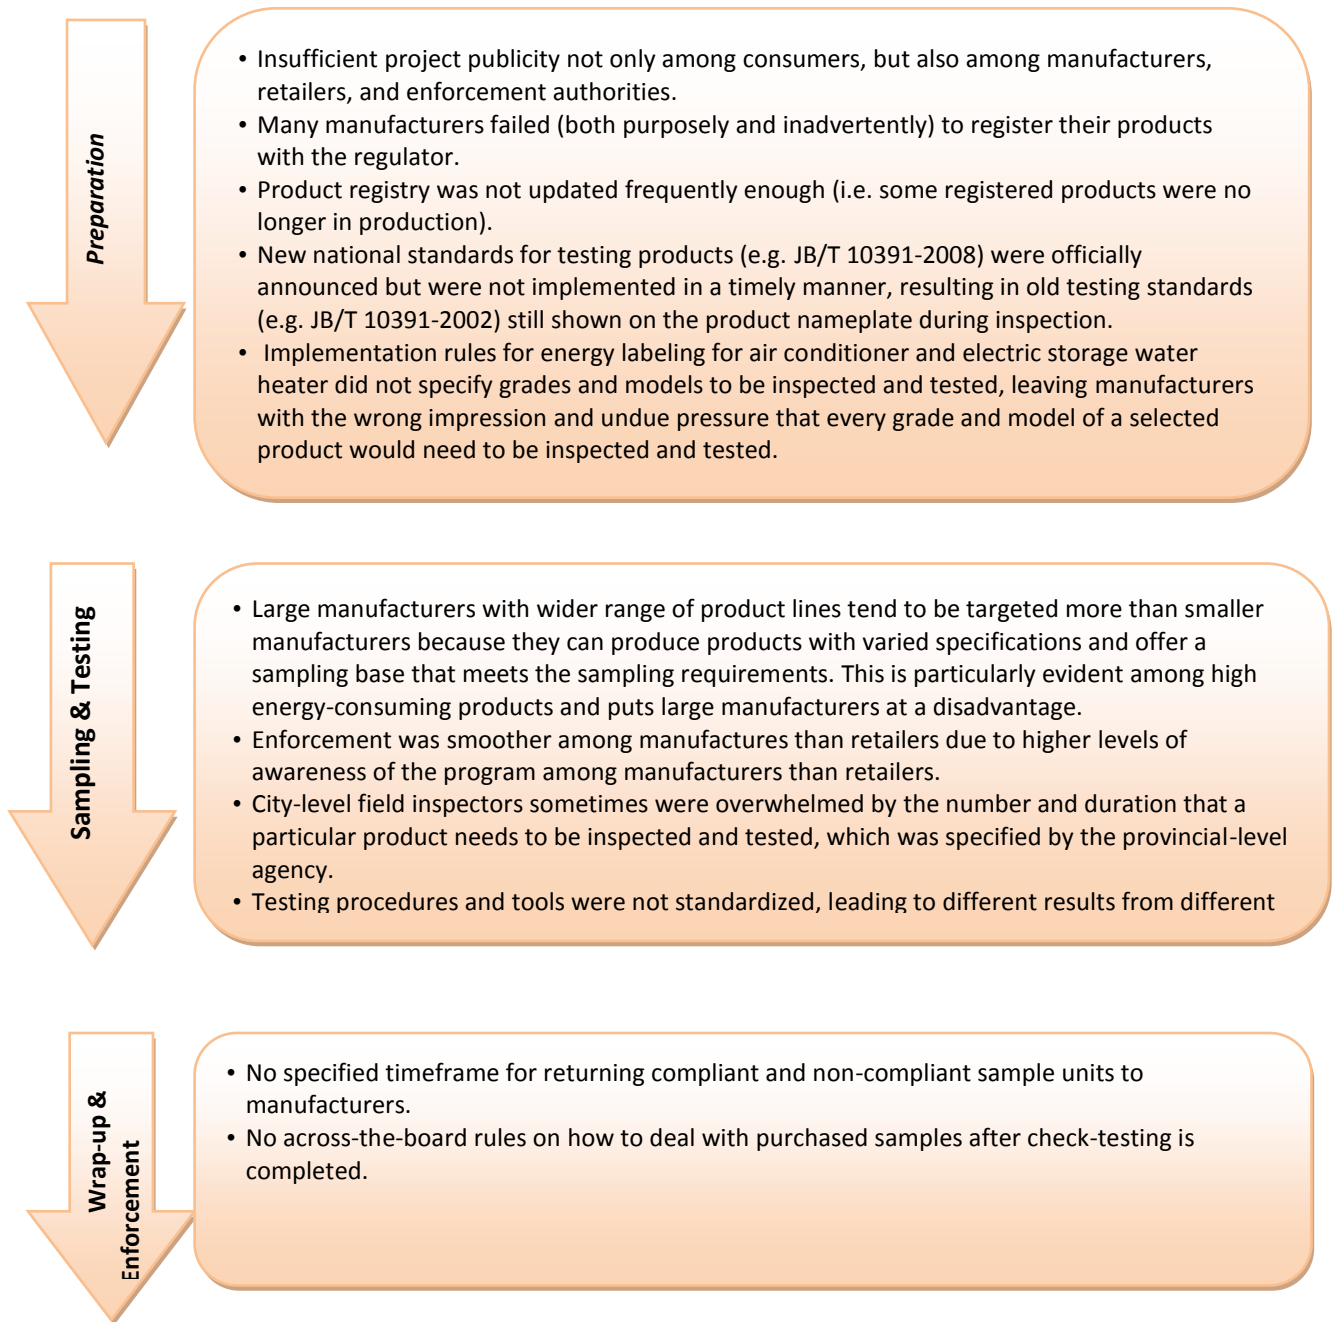 Preparation
• Insufficient project publicity not only among consumers, but also among manufacturers,
retailers, and enforcement authorities.
• Many manufacturers failed (both purposely and inadvertently) to register their products
with the regulator.
• Product registry was not updated frequently enough (i.e. some registered products were no
longer in production).
• New national standards for testing products (e.g. JB/T 10391-2008) were officially
announced but were not implemented in a timely manner, resulting in old testing standards
(e.g. JB/T 10391-2002) still shown on the product nameplate during inspection.
• Implementation rules for energy labeling for air conditioner and electric storage water
heater did not specify grades and models to be inspected and tested, leaving manufacturers
with the wrong impression and undue pressure that every grade and model of a selected
product would need to be inspected and tested.
Sampling & Testing
• Large manufacturers with wider range of product lines tend to be targeted more than smaller
manufacturers because they can produce products with varied specifications and offer a
sampling base that meets the sampling requirements. This is particularly evident among high
energy-consuming products and puts large manufacturers at a disadvantage.
• Enforcement was smoother among manufactures than retailers due to higher levels of
awareness of the program among manufacturers than retailers.
• City-level field inspectors sometimes were overwhelmed by the number and duration that a
particular product needs to be inspected and tested, which was specified by the provincial-level
agency.
• Testing procedures and tools were not standardized, leading to different results from different
Wrap-up &
Enforcement
• No specified timeframe for returning compliant and non-compliant sample units to
manufacturers.
• No across-the-board rules on how to deal with purchased samples after check-testing is
completed.